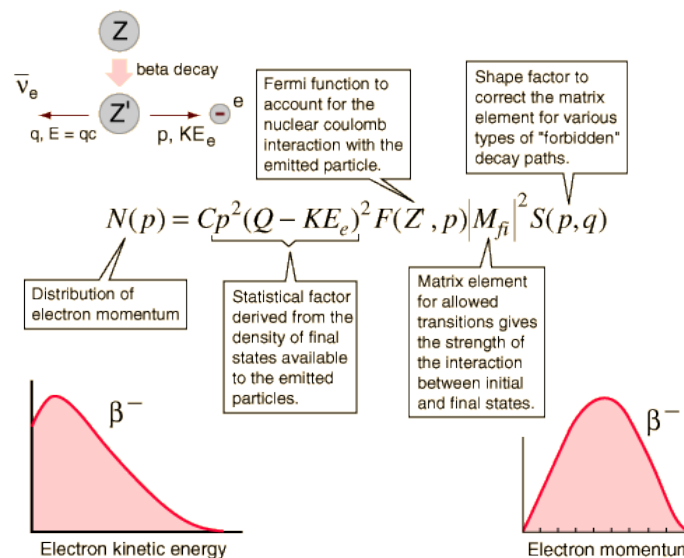 Z
beta decay
ν̅e
Z'
e
q, E = qc
p, KEe
Fermi function to
account for the
nuclear coulomb
interaction with the
emitted particle.
Shape factor to
correct the matrix
element for various
types of "forbidden"
decay paths.
N(p) = Cp²(Q – KEe)²F(Z', p)|Mfi|²S(p,q)
Distribution of
electron momentum
Statistical factor
derived from the
density of final
states available
to the emitted
particles.
Matrix element
for allowed
transitions gives
the strength of
the interaction
between initial
and final states.
β–
Electron kinetic energy
β–
Electron momentum